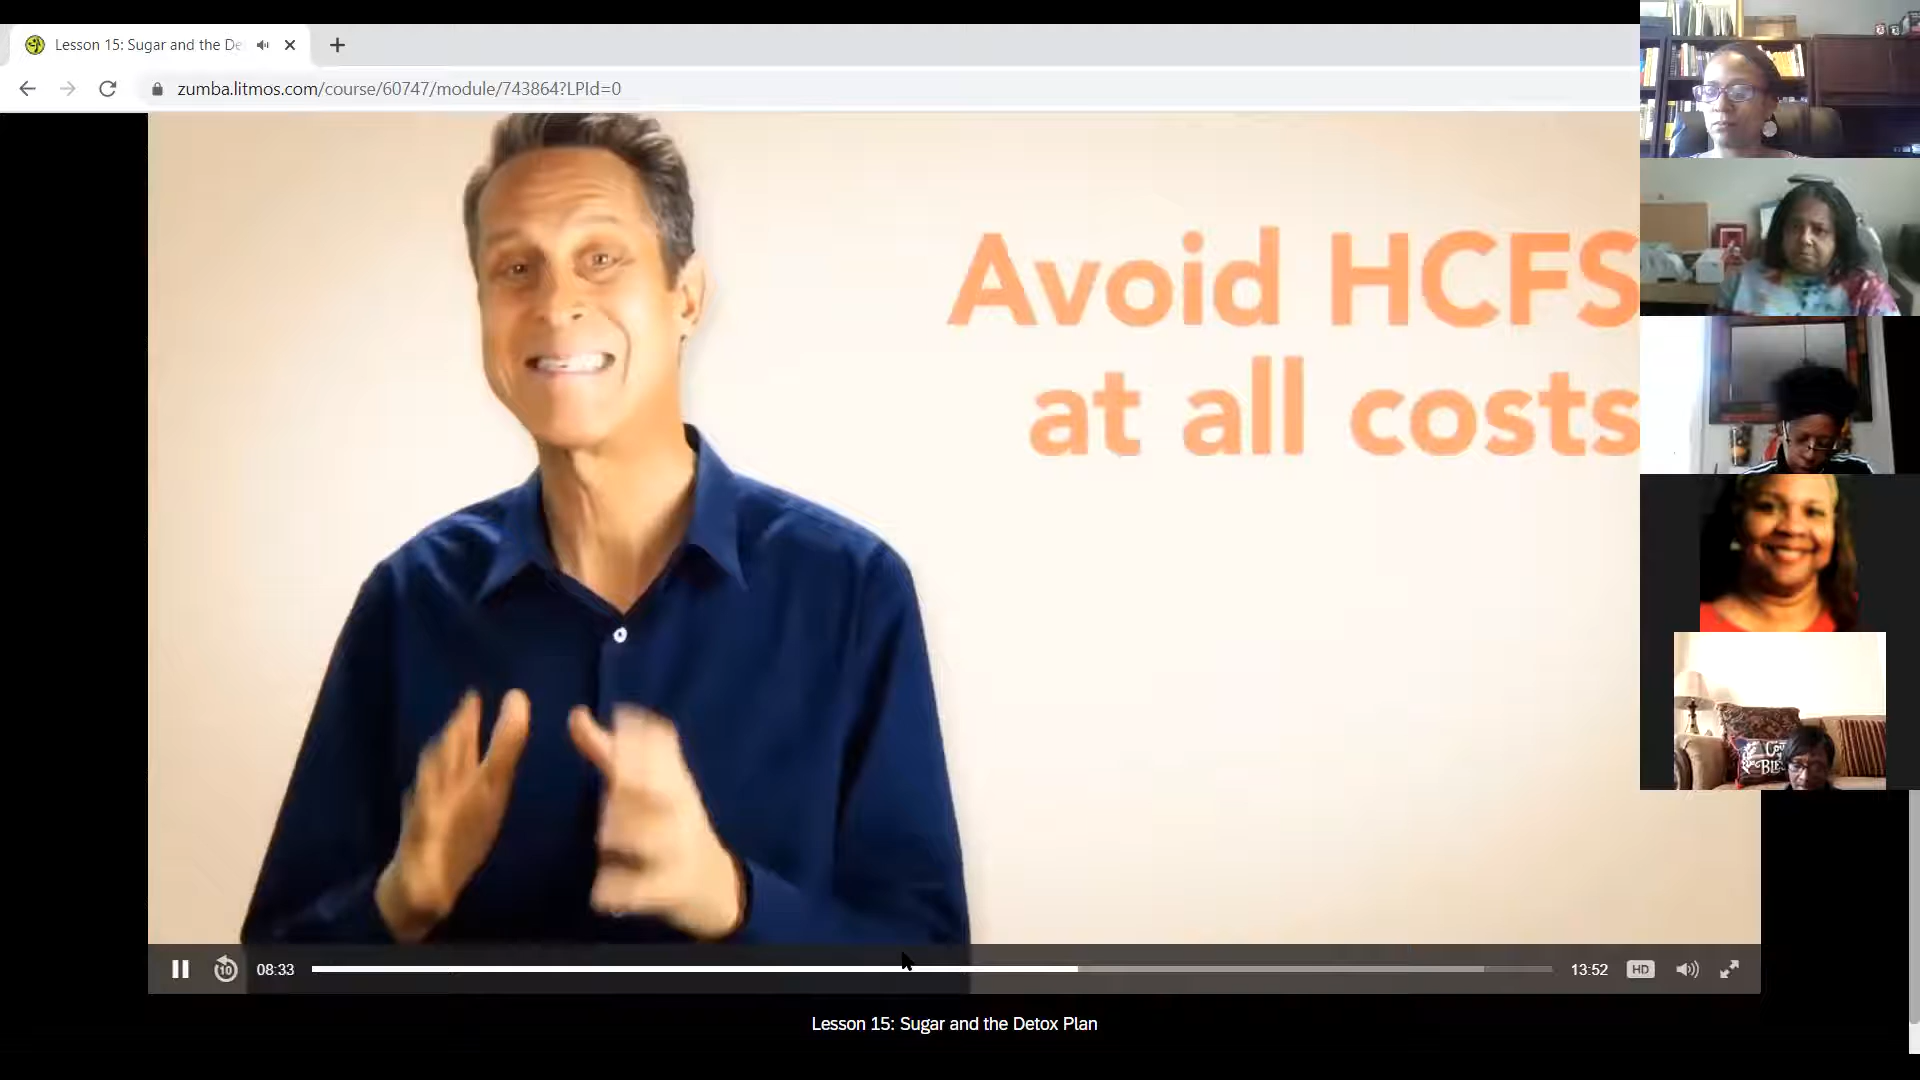 Lesson 15: Sugar and the De
zumba.litmos.com/course/60747/module/743864?LPId=0
Avoid HCFS
at all costs
10
08:33
13:52
HD
Lesson 15: Sugar and the Detox Plan